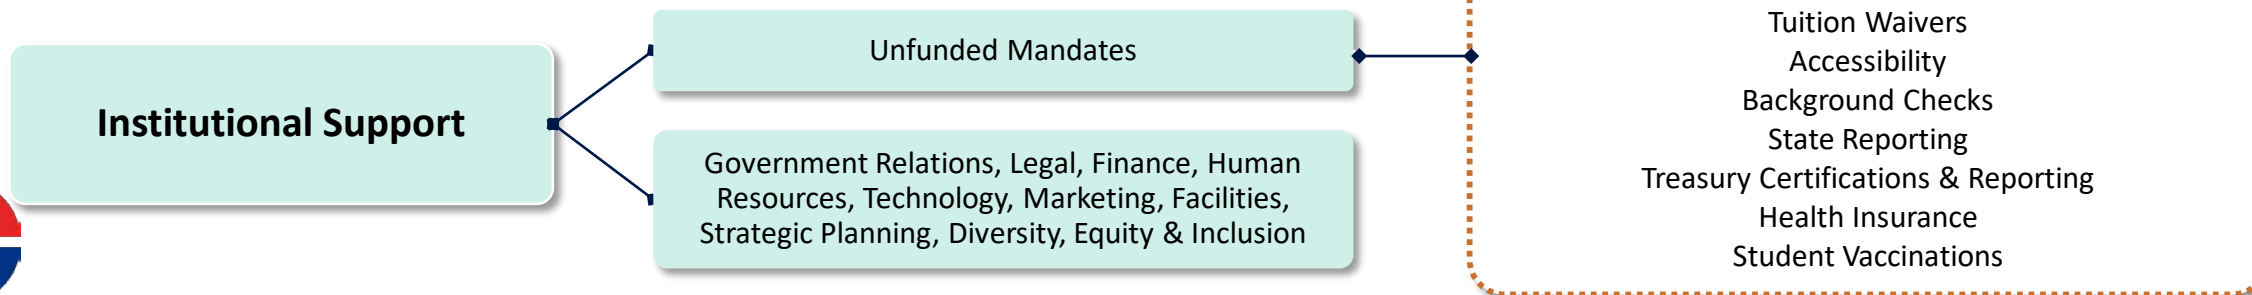 Institutional Support
Unfunded Mandates
Government Relations, Legal, Finance, Human
Resources, Technology, Marketing, Facilities,
Strategic Planning, Diversity, Equity & Inclusion
Tuition Waivers
Accessibility
Background Checks
State Reporting
Treasury Certifications & Reporting
Health Insurance
Student Vaccinations